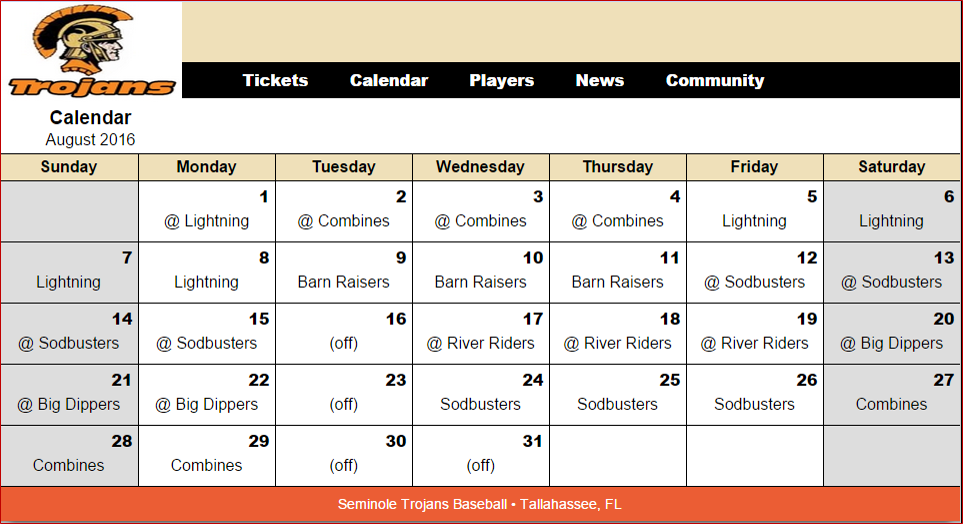 Trojans
Tickets Calendar Players News Community
Calendar
August 2016
Sunday Monday Tuesday Wednesday Thursday Friday Saturday
1 2 3 4 5 6
@ Lightning @ Combines @ Combines @ Combines Lightning Lightning
7 8 9 10 11 12 13
Lightning Lightning Barn Raisers Barn Raisers Barn Raisers @ Sodbusters @ Sodbusters
14 15 16 17 18 19 20
@ Sodbusters @ Sodbusters (off) @ River Riders @ River Riders @ River Riders @ Big Dippers
21 22 23 24 25 26 27
@ Big Dippers @ Big Dippers (off) Sodbusters Sodbusters Sodbusters Combines
28 29 30 31
Combines Combines (off) (off)
Seminole Trojans Baseball • Tallahassee, FL